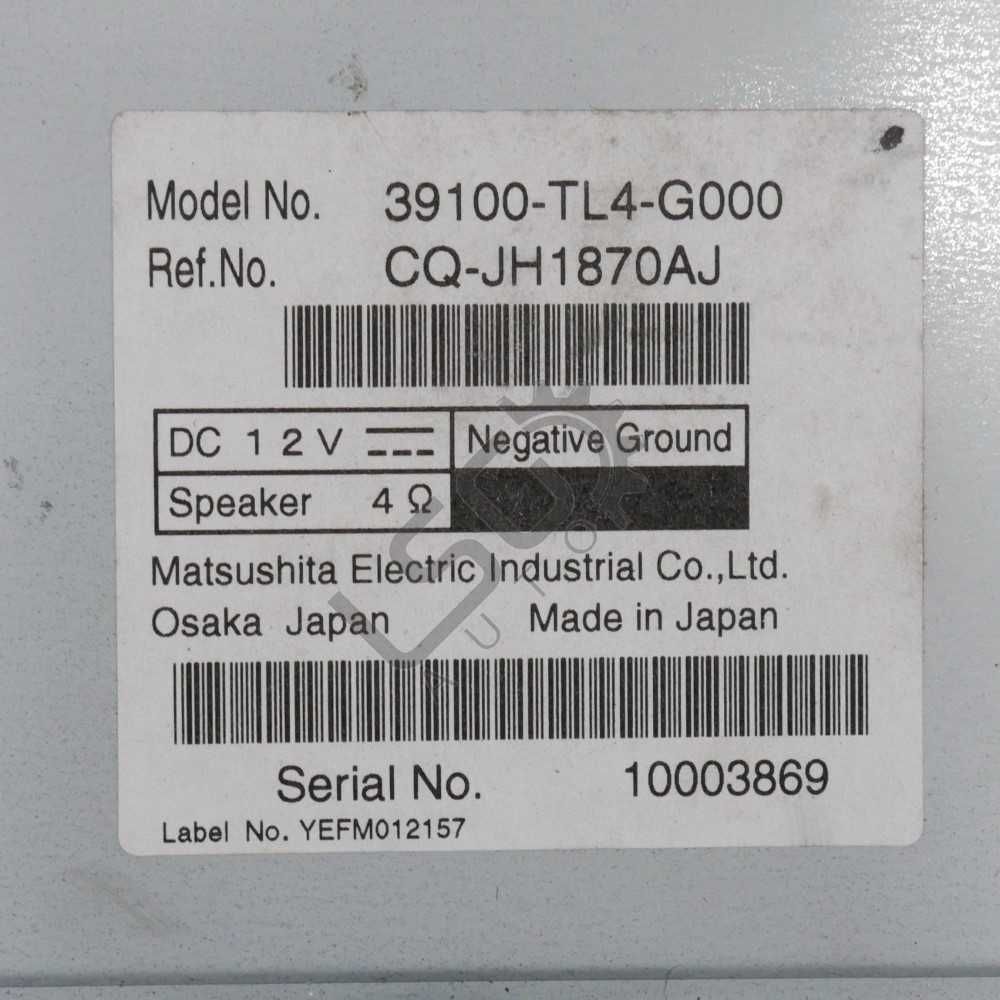 Model No. 39100-TL4-G000
Ref.No. CQ-JH1870AJ
DC 12V Negative Ground
Speaker 4Ω
Matsushita Electric Industrial Co.,Ltd.
Osaka Japan Made in Japan
Serial No. 10003869
Label No. YEFM012157